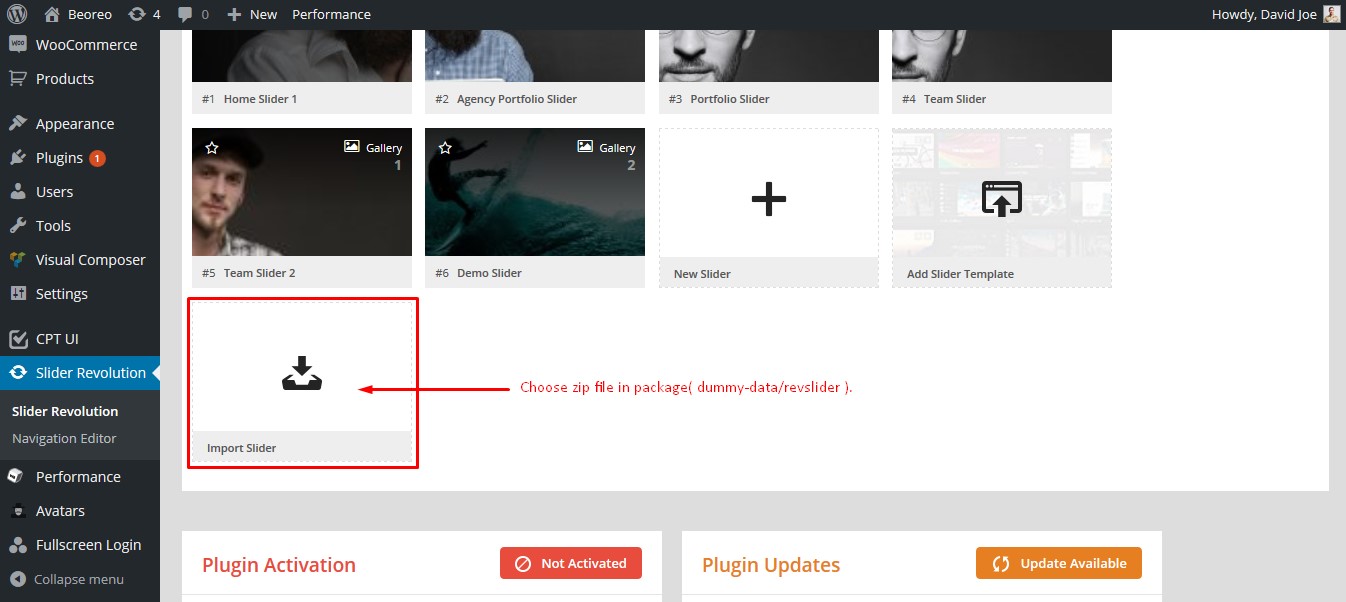 Beoreo 4 0 New Performance Howdy, David Joe
WooCommerce
Products
Appearance
Plugins 1
Users
Tools
Visual Composer
Settings
CPT UI
Slider Revolution
Slider Revolution
Navigation Editor
Performance
Avatars
Fullscreen Login
Collapse menu
#1 Home Slider 1
#2 Agency Portfolio Slider
#3 Portfolio Slider
#4 Team Slider
Gallery
1
#5 Team Slider 2
Gallery
2
#6 Demo Slider
New Slider
Add Slider Template
Import Slider
Choose zip file in package( dummy-data/revslider ).
Plugin Activation
Not Activated
Plugin Updates
Update Available